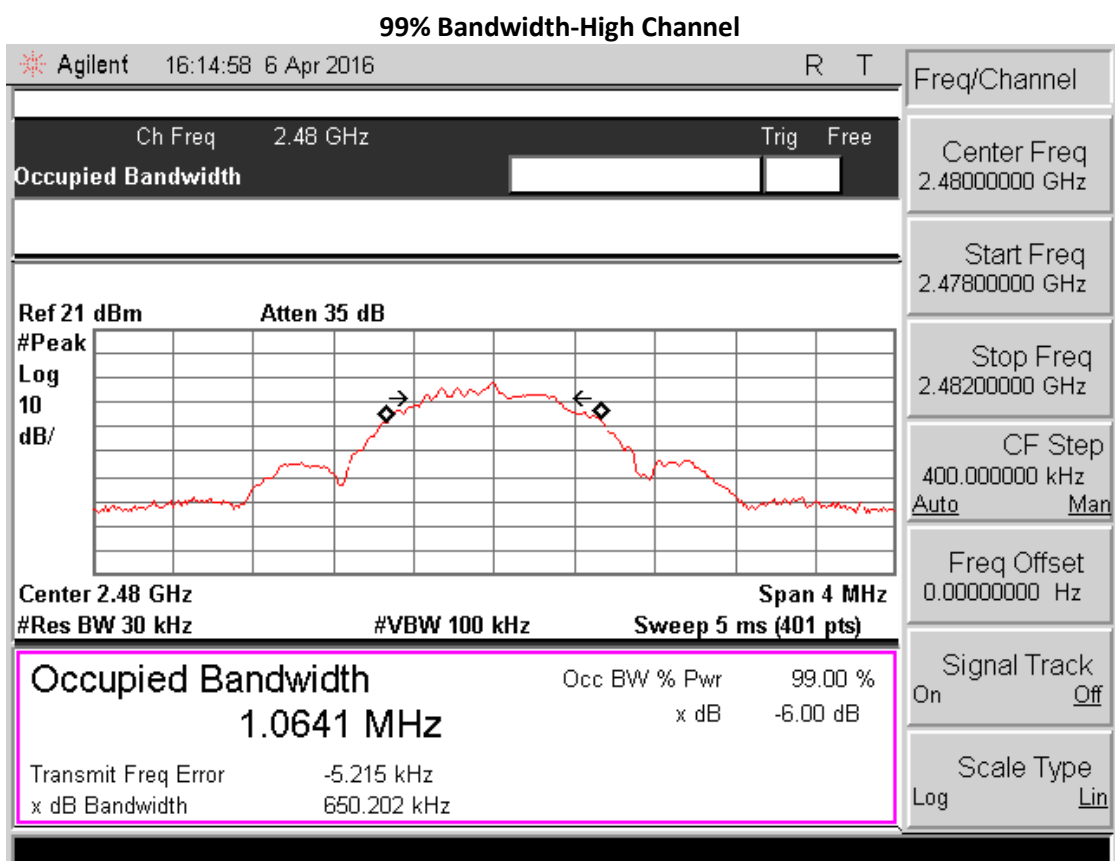 99% Bandwidth-High Channel
Agilent 16:14:58 6 Apr 2016 R T
Freq/Channel
Ch Freq 2.48 GHz Trig Free
Occupied Bandwidth
Center Freq
2.48000000 GHz
Start Freq
2.47800000 GHz
Stop Freq
2.48200000 GHz
CF Step
400.000000 kHz
Auto Man
Freq Offset
0.00000000 Hz
Signal Track
On Off
Scale Type
Log Lin
Ref 21 dBm Atten 35 dB
#Peak
Log
10
dB/
Center 2.48 GHz Span 4 MHz
#Res BW 30 kHz #VBW 100 kHz Sweep 5 ms (401 pts)
Occupied Bandwidth Occ BW % Pwr 99.00 %
1.0641 MHz x dB -6.00 dB
Transmit Freq Error -5.215 kHz
x dB Bandwidth 650.202 kHz